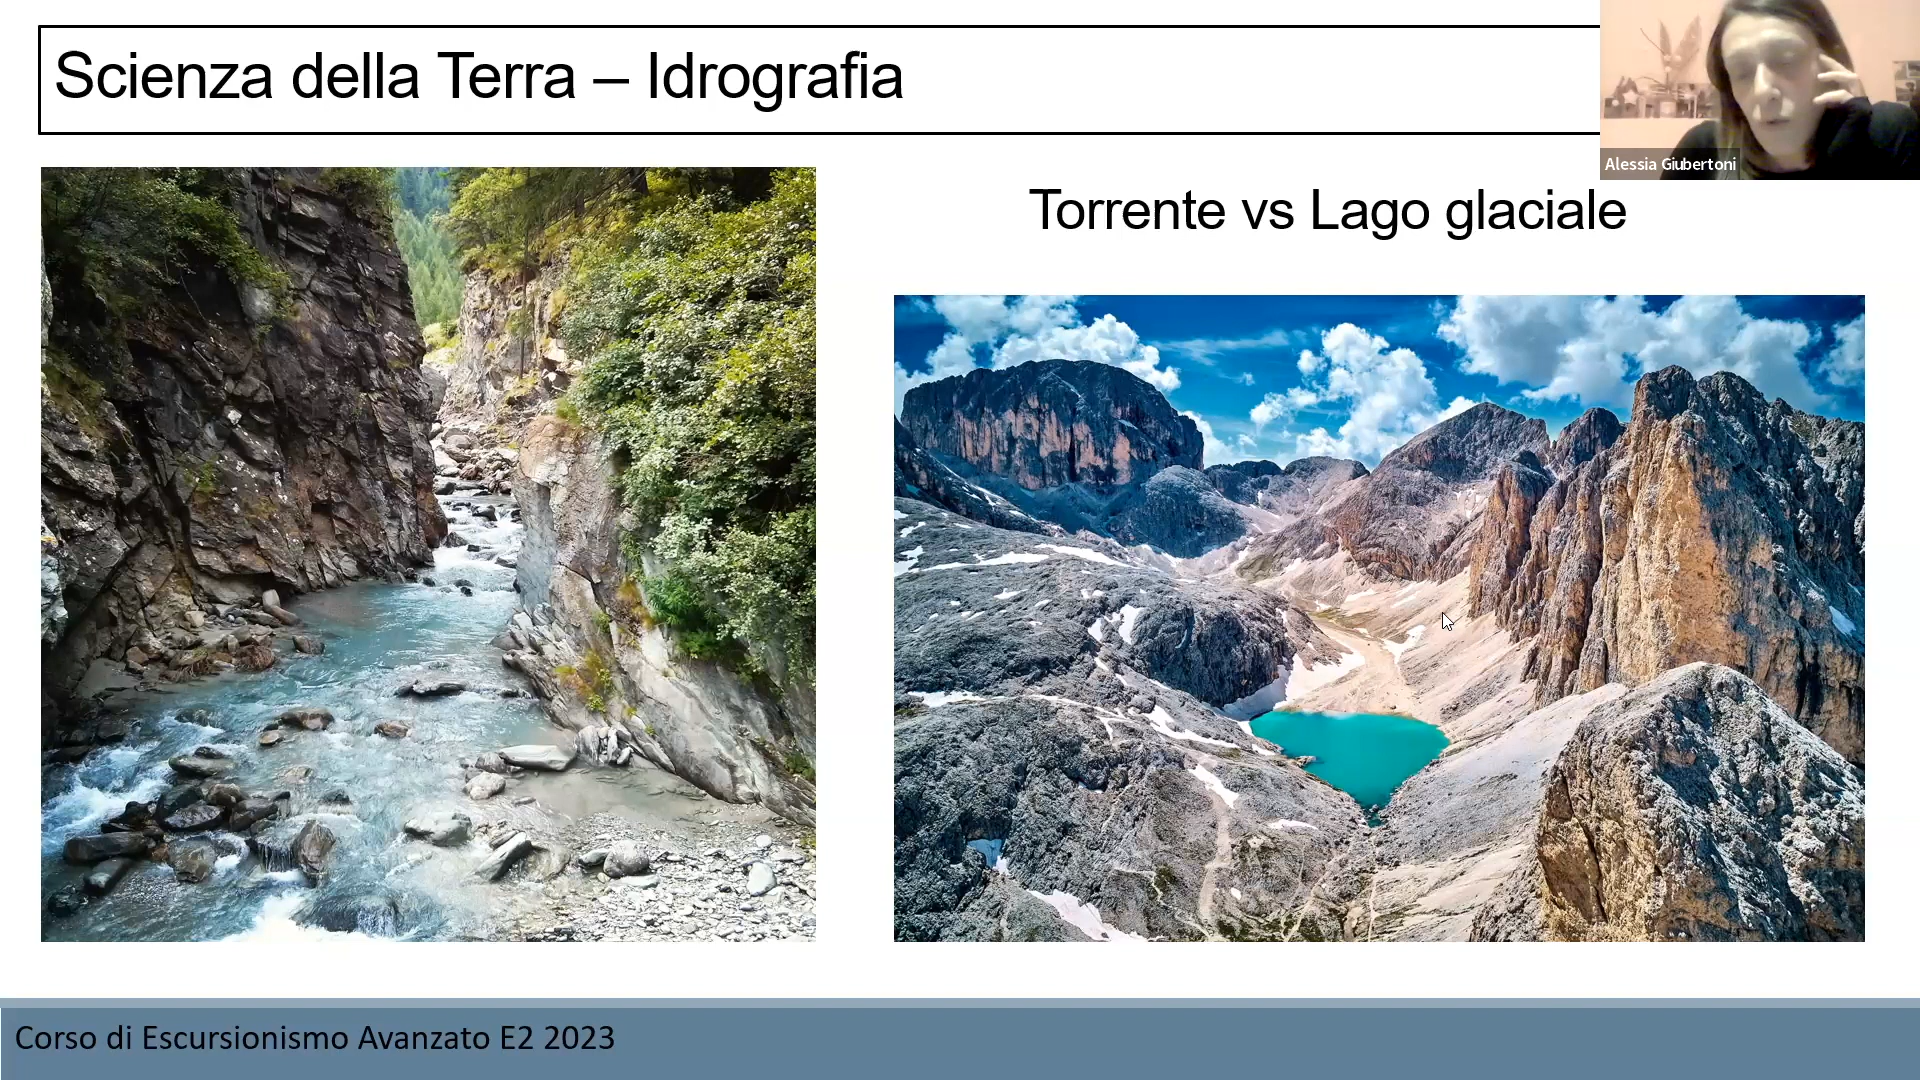 Scienza della Terra – Idrografia
Alessia Giubertoni
Torrente vs Lago glaciale
Corso di Escursionismo Avanzato E2 2023